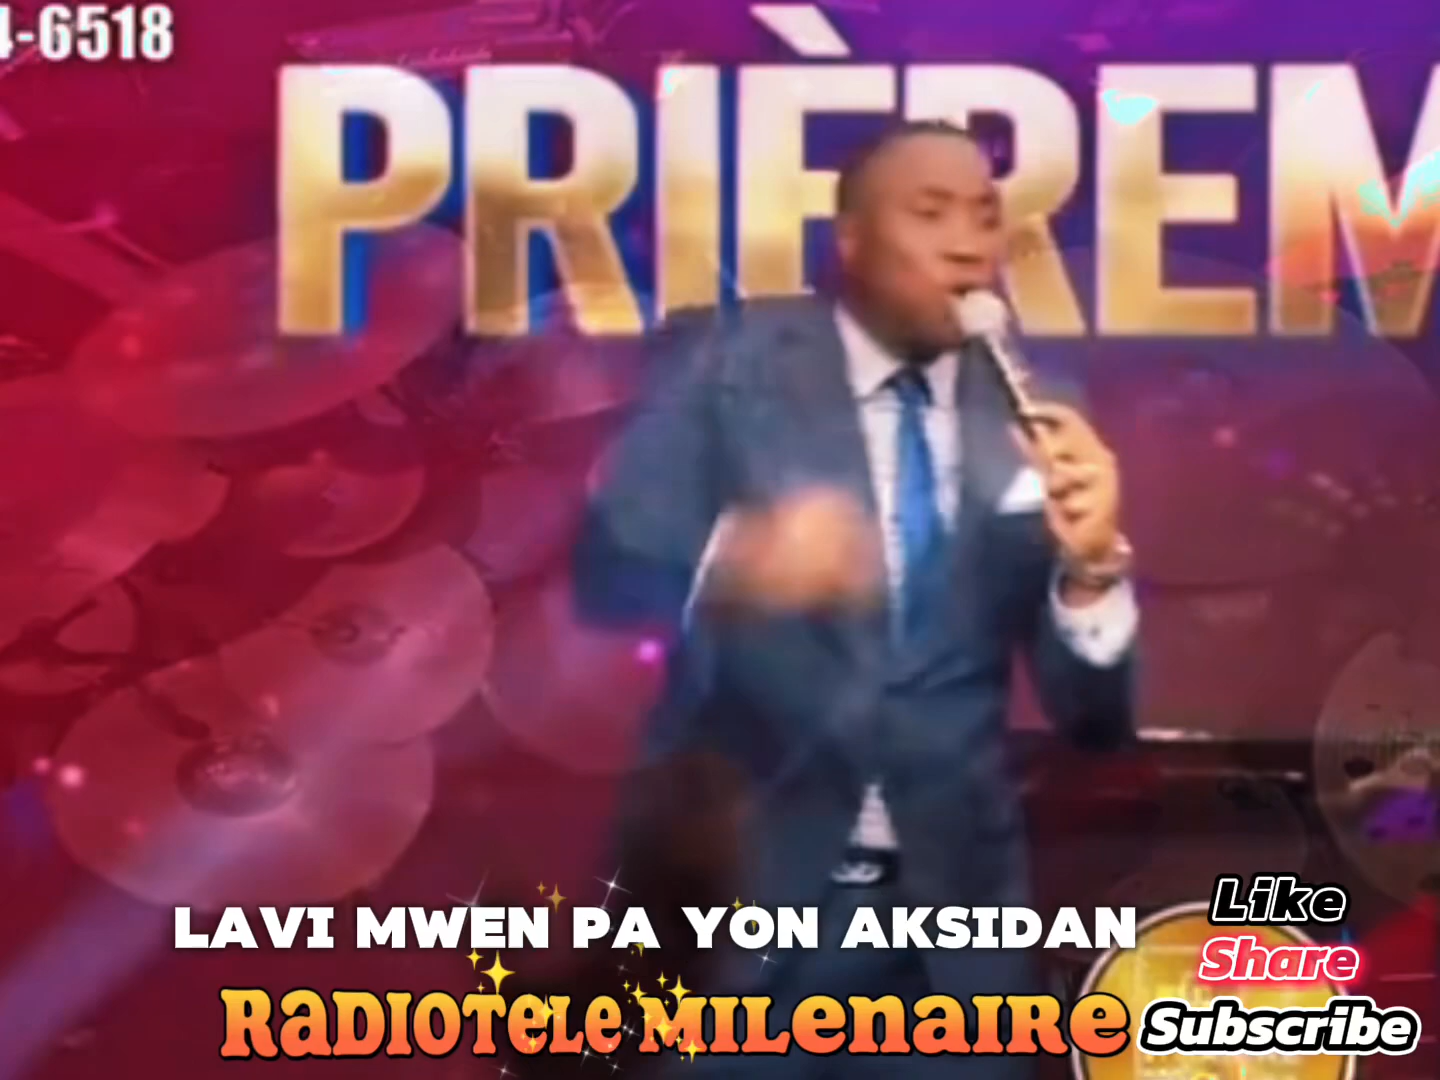 4-6518
PRIÈREM
LAVI MWEN PA YON AKSIDAN
RADIOTELE MILENAIRE
Like
Share
Subscribe